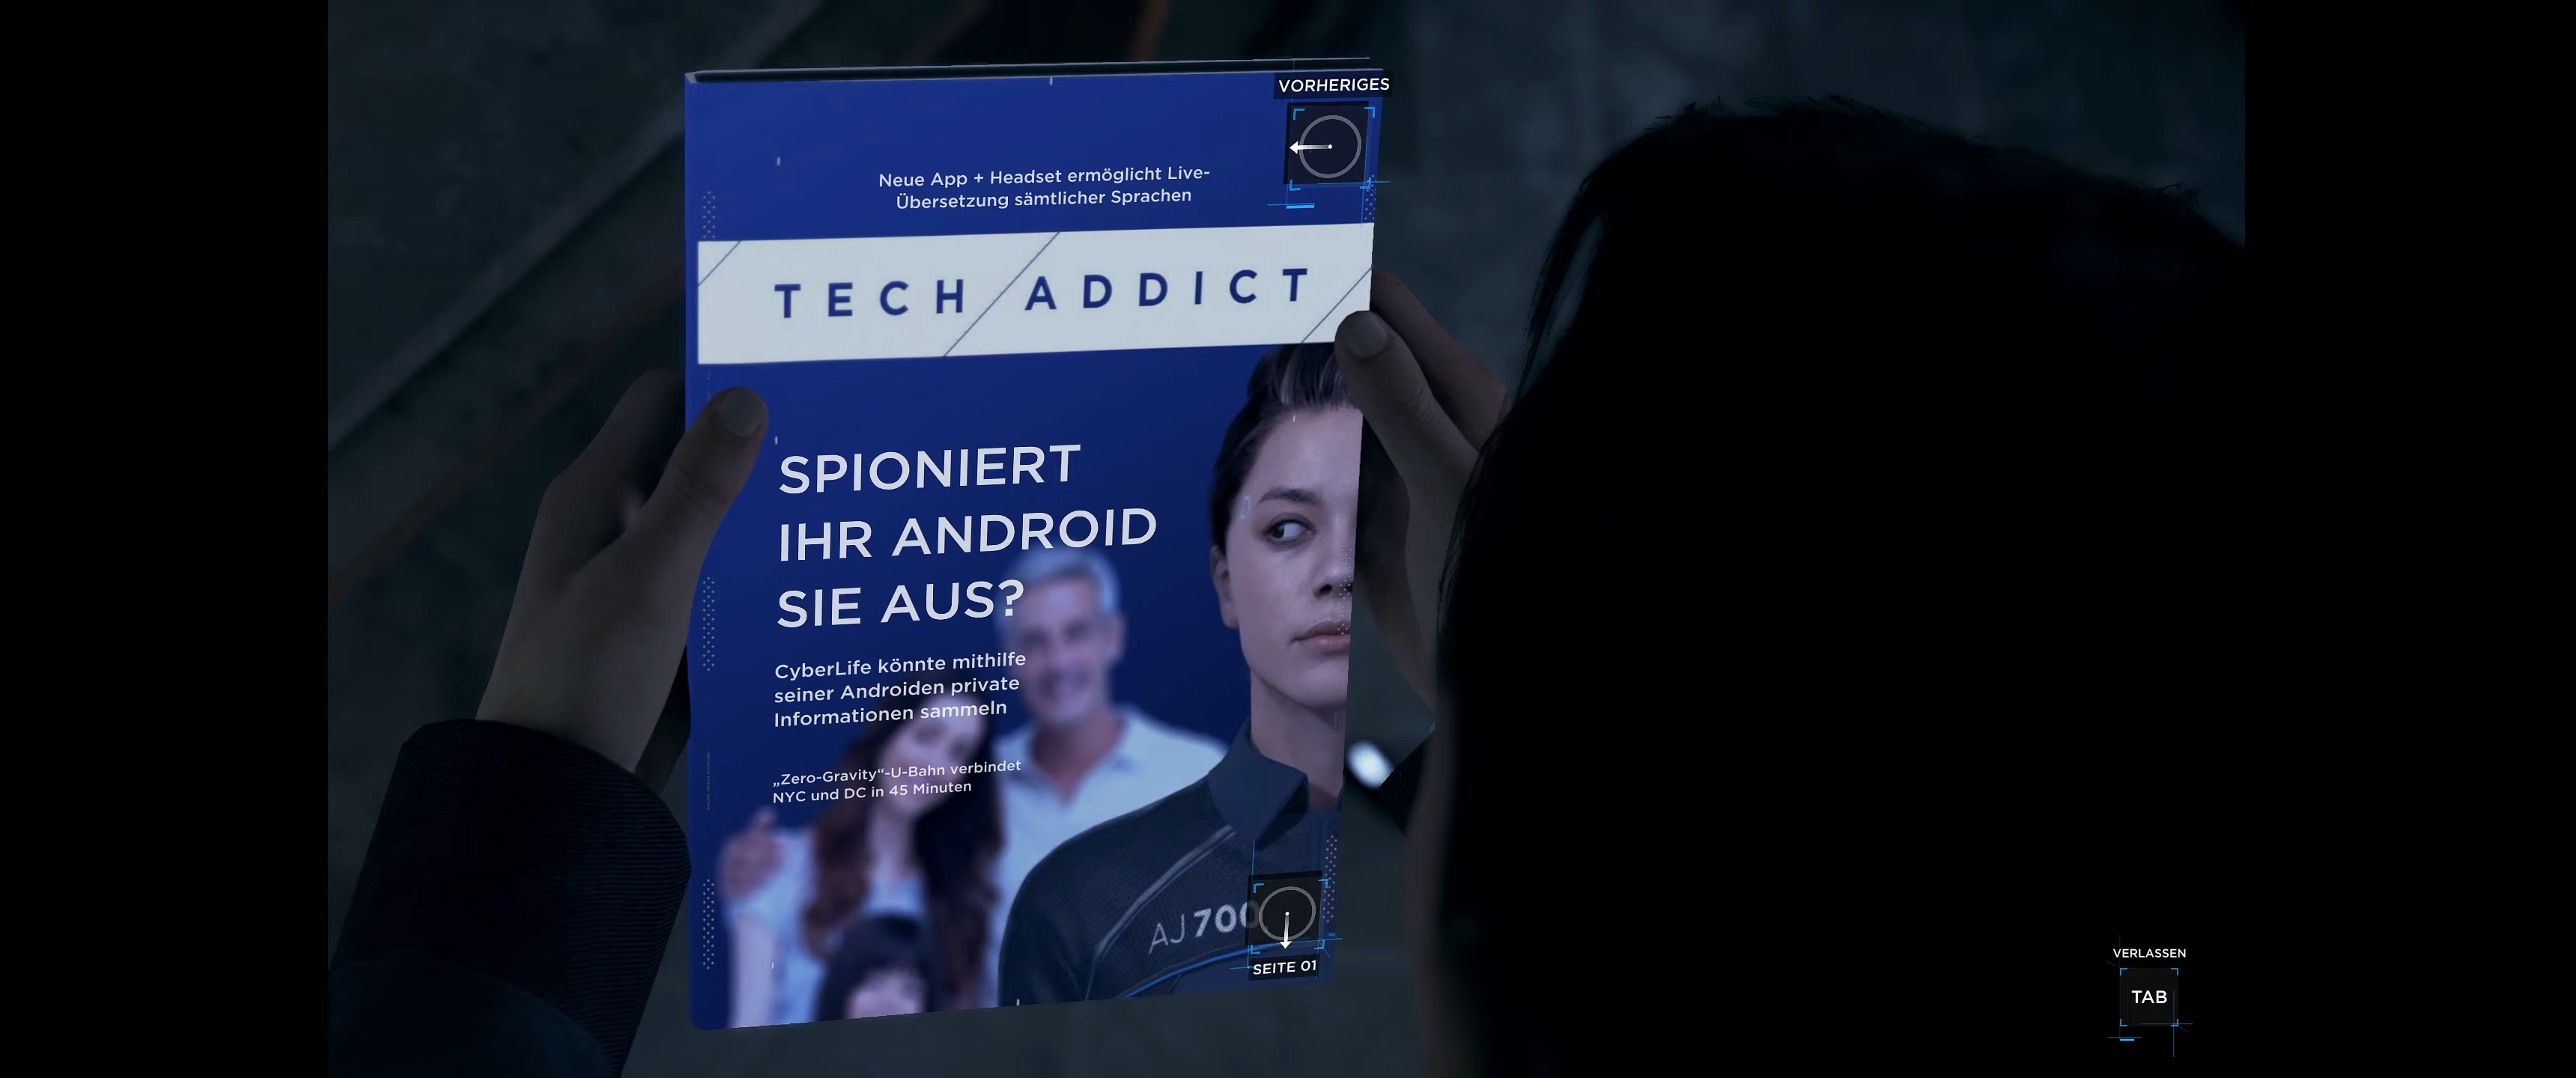 VORHERIGES
Neue App + Headset ermöglicht Live-
Übersetzung sämtlicher Sprachen
TECH ADDICT
SPIONIERT
IHR ANDROID
SIE AUS?
CyberLife könnte mithilfe
seiner Androiden private
Informationen sammeln
„Zero-Gravity“-U-Bahn verbindet
NYC und DC in 45 Minuten
AJ700
SEITE 01
VERLASSEN
TAB